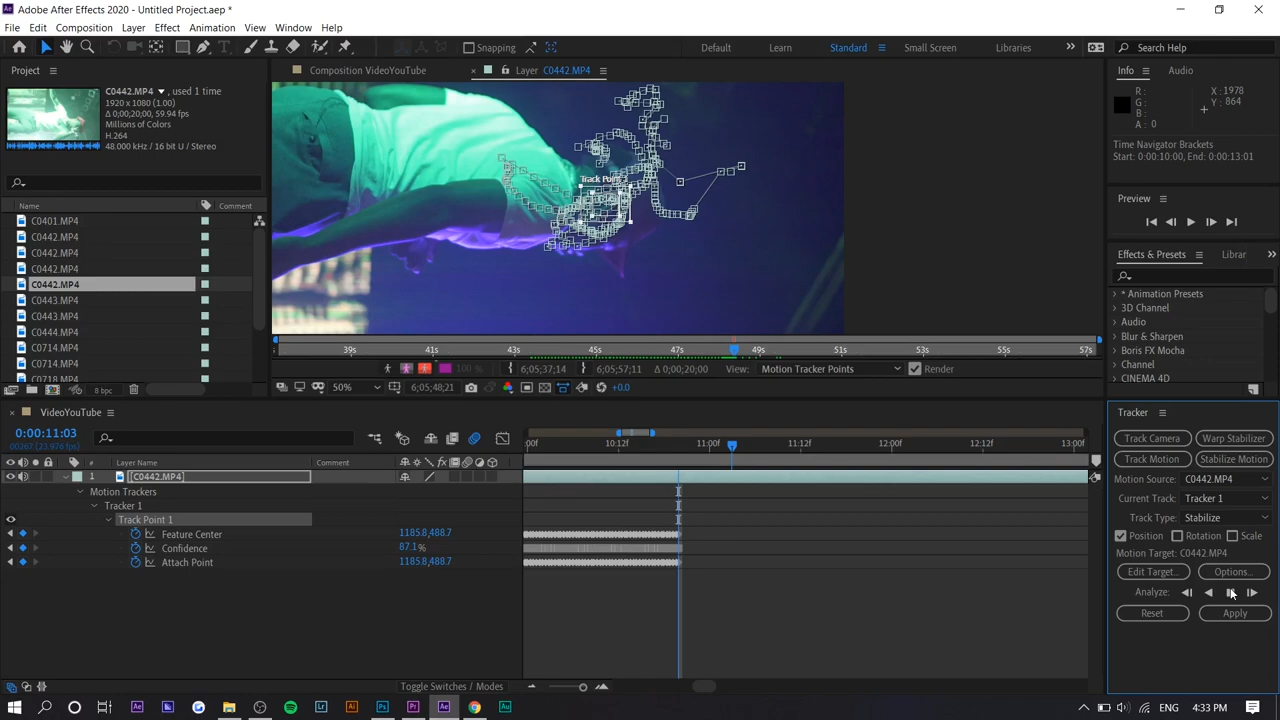 Adobe After Effects 2020 - Untitled Project.aep *
File Edit Composition Layer Effect Animation View Window Help
Snapping Default Learn Standard Small Screen Libraries Search Help
Project
C0442.MP4 , used 1 time
1920 x 1080 (1.00)
Δ 0;00;20;00, 59.94 fps
Millions of Colors
H.264
48.000 kHz / 16 bit U / Stereo
Name Comment
C0401.MP4
C0442.MP4
C0442.MP4
C0442.MP4
C0442.MP4
C0443.MP4
C0443.MP4
C0444.MP4
C0714.MP4
C0714.MP4
C0718.MP4
8 bpc
Composition VideoYouTube Layer C0442.MP4
Track Point 1
39s 41s 43s 45s 47s 49s 51s 53s 55s 57s
100 % 6;05;37;14 6;05;57;11 Δ 0;00;20;00 View: Motion Tracker Points Render
50% 6;05;48;21 +0.0
Info Audio
R: X: 1978
G: Y: 864
B:
A: 0
Time Navigator Brackets
Start: 0:00:10:00, End: 0:00:13:01
Preview
Effects & Presets Librar
* Animation Presets
3D Channel
Audio
Blur & Sharpen
Boris FX Mocha
Channel
CINEMA 4D
VideoYouTube
0:00:11:03
00267 (23.976 fps)
# Layer Name Comment
1 [C0442.MP4]
Motion Trackers
Tracker 1
Track Point 1
Feature Center 1185.8,488.7
Confidence 87.1%
Attach Point 1185.8,488.7
:00f 10:12f 11:00f 11:12f 12:00f 12:12f 13:00f
Toggle Switches / Modes
Tracker
Track Camera Warp Stabilizer
Track Motion Stabilize Motion
Motion Source: C0442.MP4
Current Track: Tracker 1
Track Type: Stabilize
Position Rotation Scale
Motion Target: C0442.MP4
Edit Target... Options...
Analyze:
Reset Apply
ENG 4:33 PM